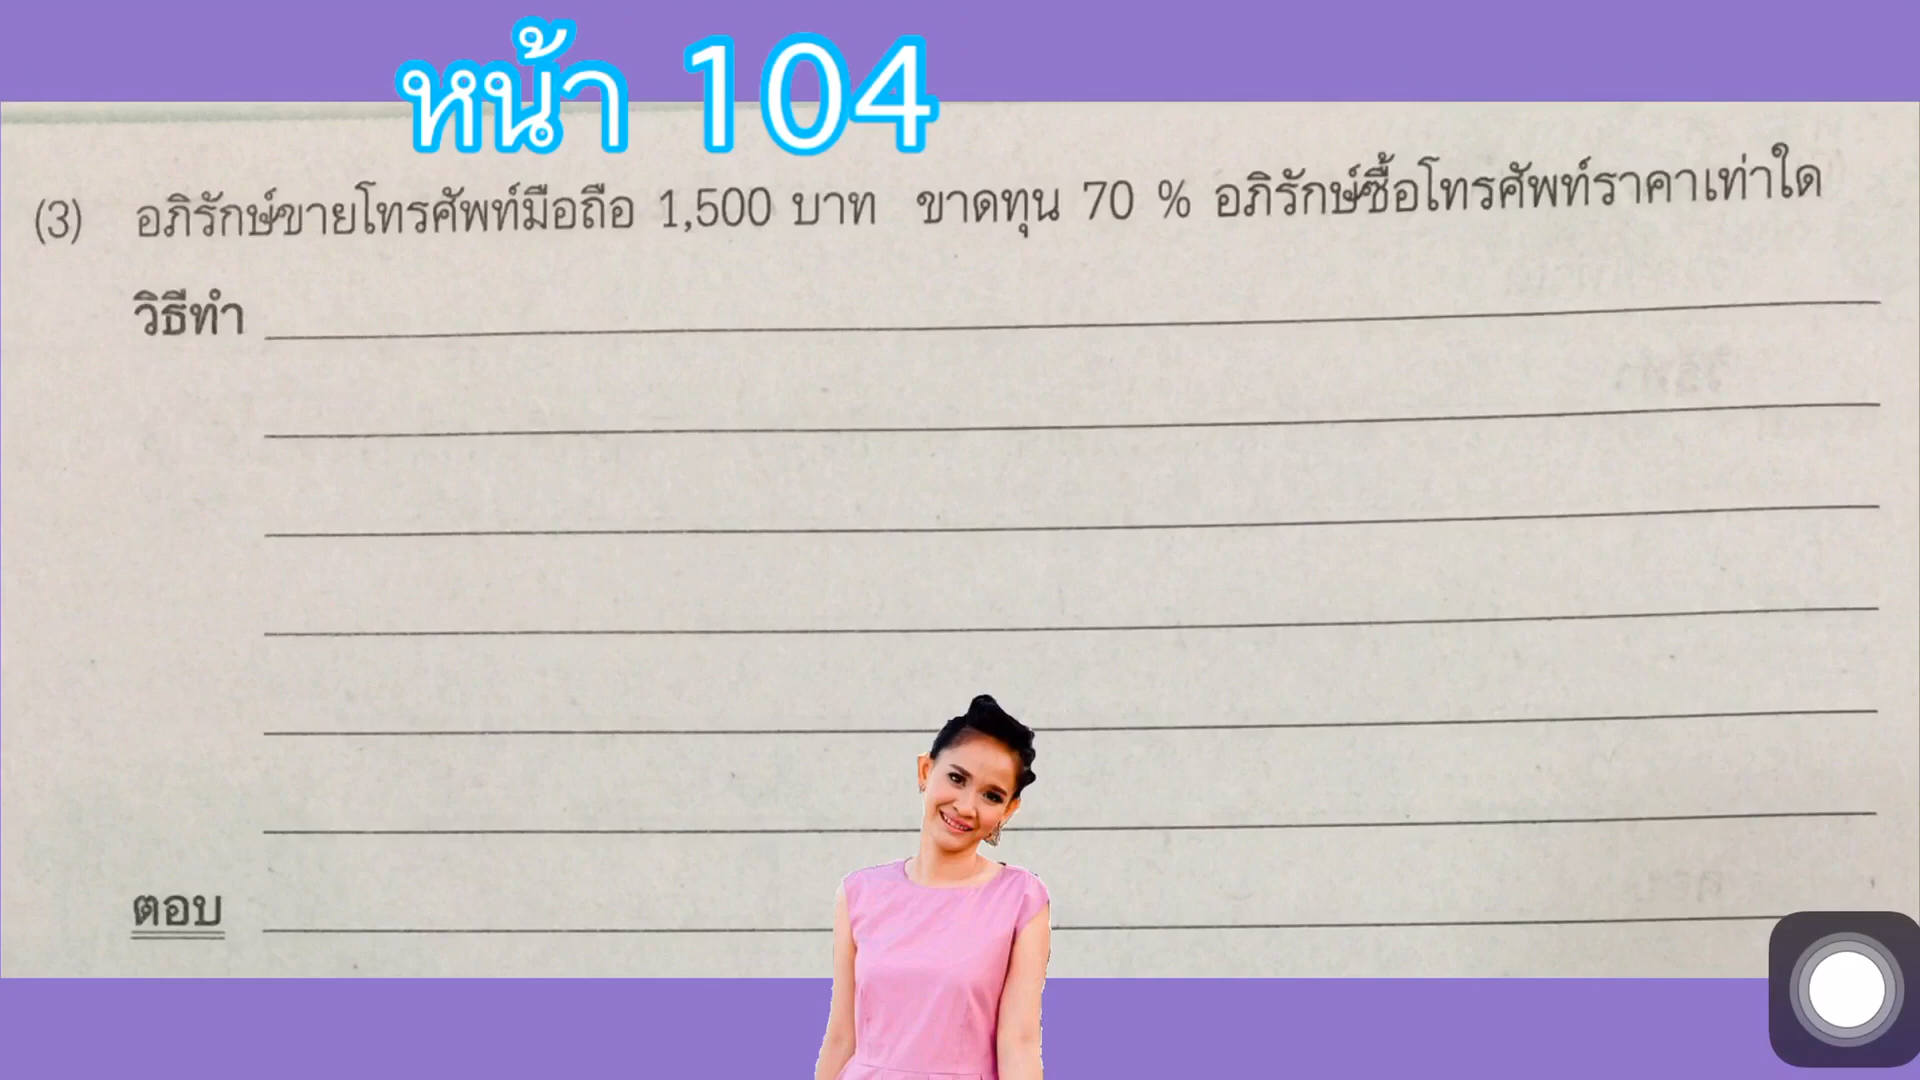 หน้า 104
(3) อภิรักษ์ขายโทรศัพท์มือถือ 1,500 บาท ขาดทุน 70 % อภิรักษ์ซื้อโทรศัพท์ราคาเท่าใด
วิธีทำ
ตอบ